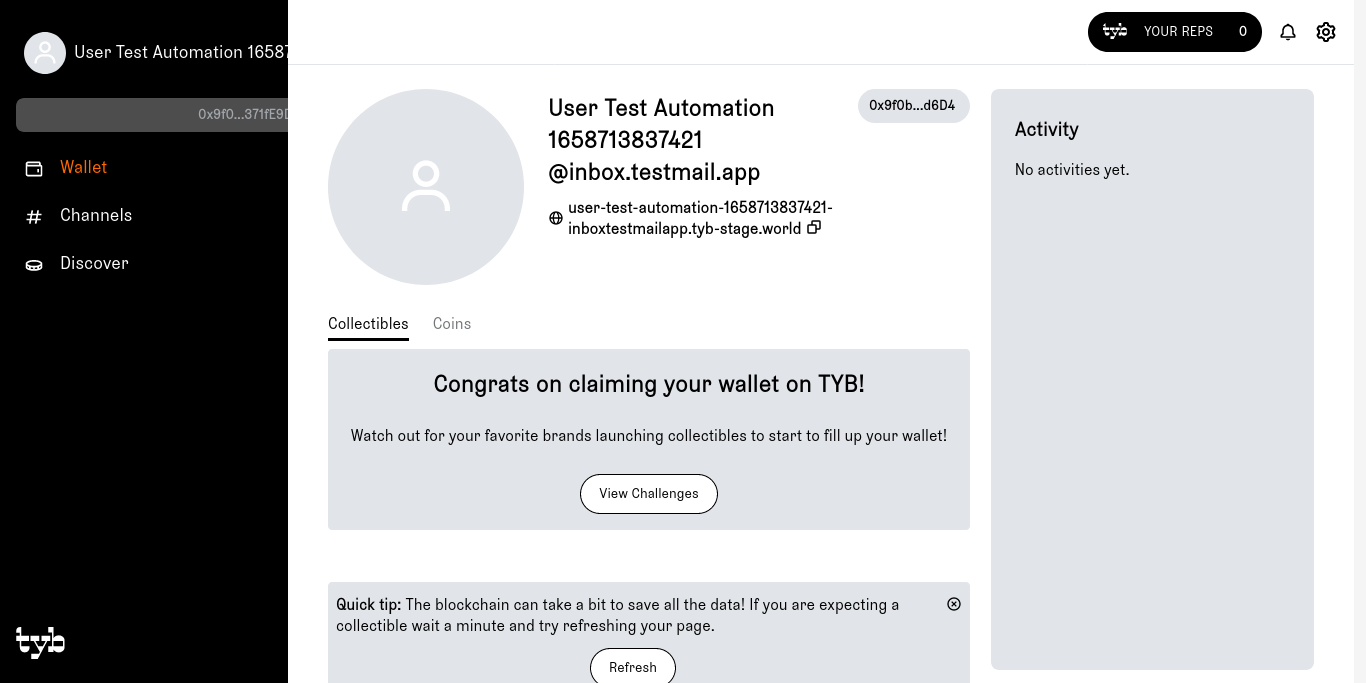 User Test Automation 16587
0x9f0...371fE9D
Wallet
Channels
Discover
tyb
tyb YOUR REPS 0
User Test Automation
1658713837421
@inbox.testmail.app
0x9f0b...d6D4
user-test-automation-1658713837421-
inboxtestmailapp.tyb-stage.world
Collectibles Coins
Congrats on claiming your wallet on TYB!
Watch out for your favorite brands launching collectibles to start to fill up your wallet!
View Challenges
Quick tip: The blockchain can take a bit to save all the data! If you are expecting a
collectible wait a minute and try refreshing your page.
Refresh
Activity
No activities yet.